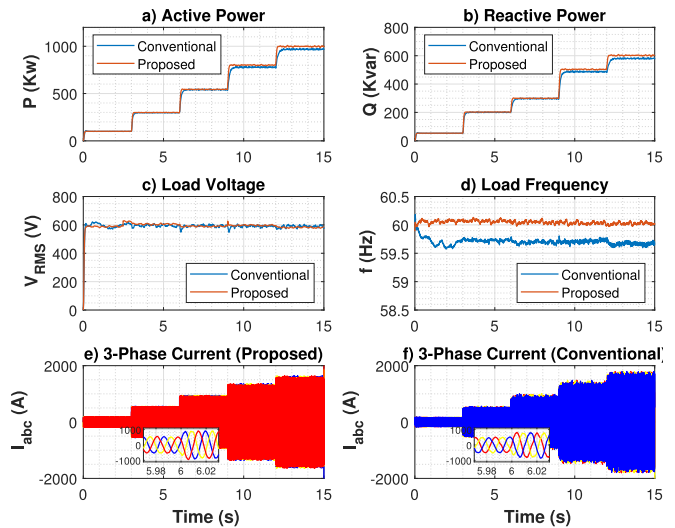 a) Active Power
P (Kw)
1000
500
0
Conventional
Proposed
0 5 10 15
Time (s)
b) Reactive Power
Q (Kvar)
800
600
400
200
0
Conventional
Proposed
0 5 10 15
Time (s)
c) Load Voltage
V_RMS (V)
800
600
400
200
0
Conventional
Proposed
0 5 10 15
d) Load Frequency
f (Hz)
60.5
60
59.5
59
58.5
Conventional
Proposed
0 5 10 15
e) 3-Phase Current (Proposed)
I_abc (A)
2000
0
-2000
1000
0
-1000
5.98 6 6.02
0 5 10 15
Time (s)
f) 3-Phase Current (Conventional)
I_abc (A)
2000
0
-2000
1000
0
-1000
5.98 6 6.02
0 5 10 15
Time (s)